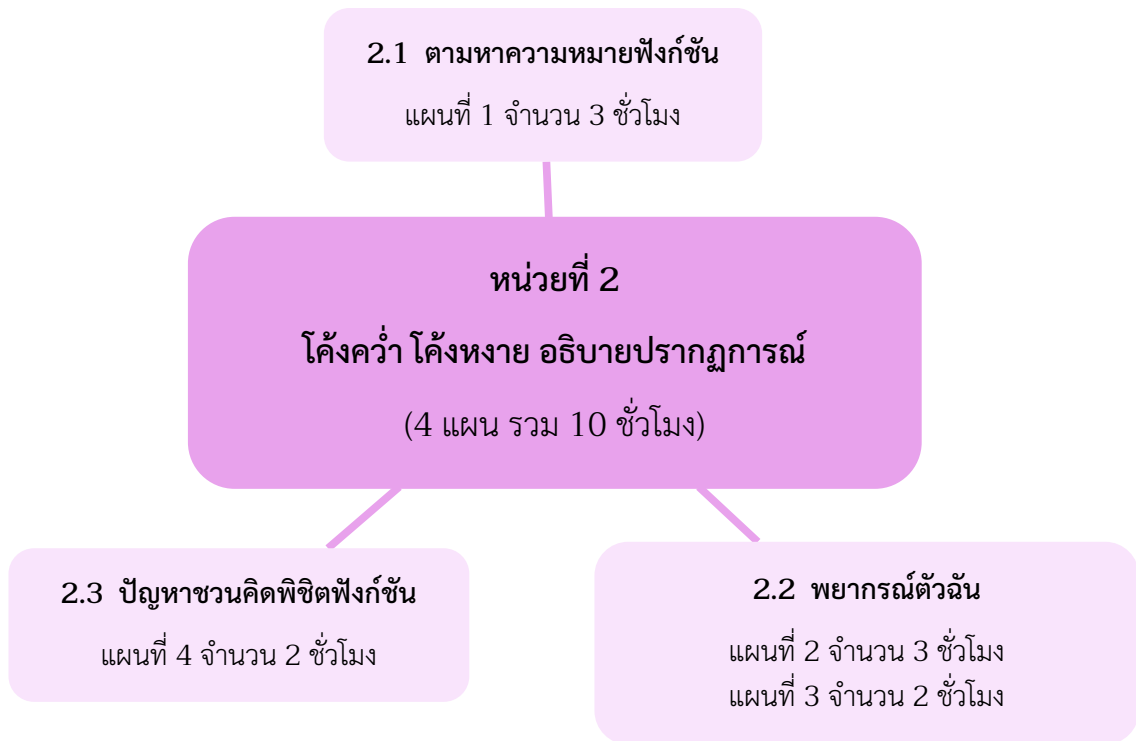 2.1 ตามหาความหมายฟังก์ชัน
แผนที่ 1 จำนวน 3 ชั่วโมง
หน่วยที่ 2
โค้งคว่ำ โค้งหงาย อธิบายปรากฏการณ์
(4 แผน รวม 10 ชั่วโมง)
2.3 ปัญหาชวนคิดพิชิตฟังก์ชัน
แผนที่ 4 จำนวน 2 ชั่วโมง
2.2 พยากรณ์ตัวฉัน
แผนที่ 2 จำนวน 3 ชั่วโมง
แผนที่ 3 จำนวน 2 ชั่วโมง